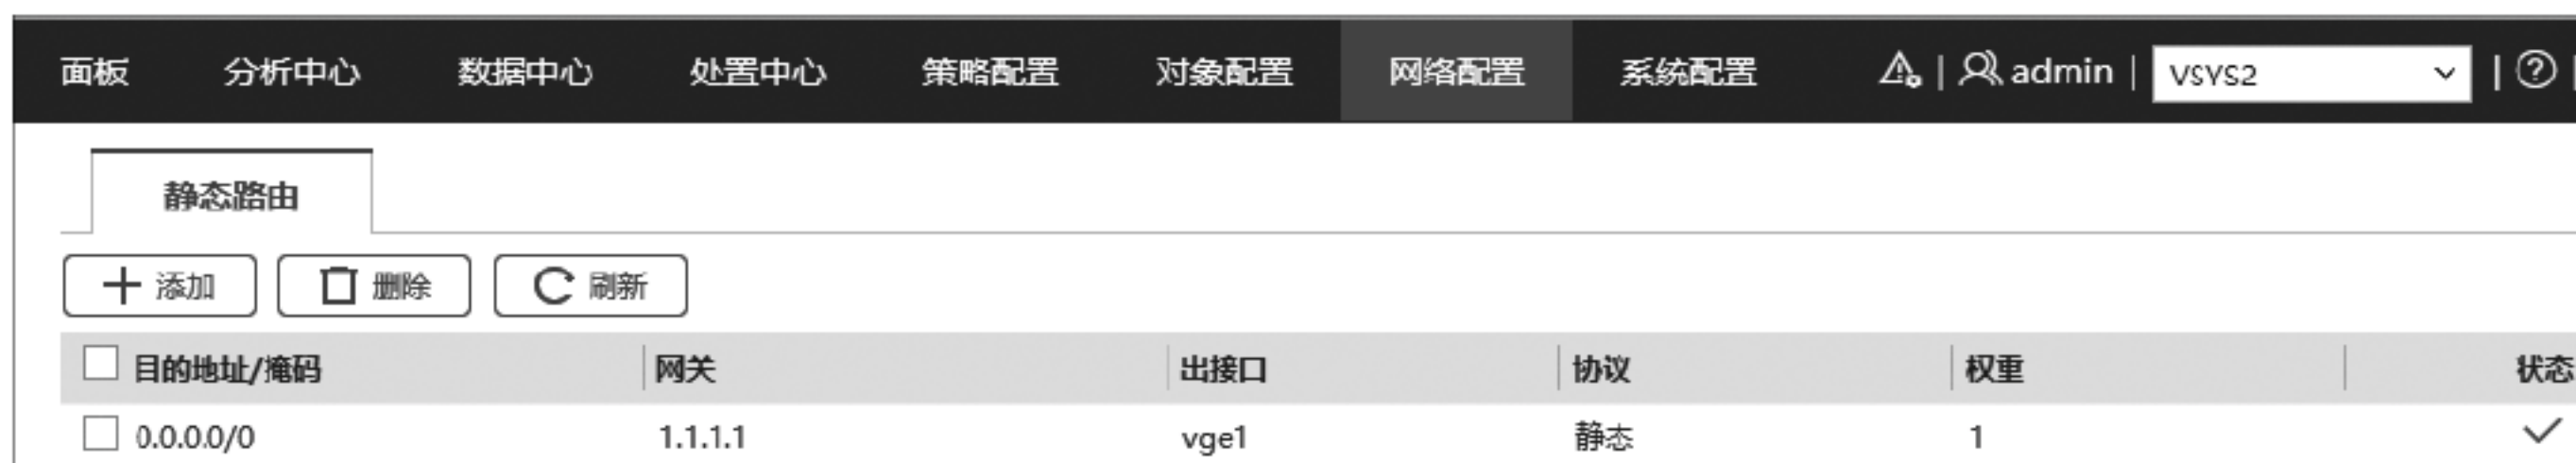 面板 分析中心 数据中心 处置中心 策略配置 对象配置 网络配置 系统配置 | admin | VSYS2 | ?
静态路由
添加 删除 刷新
目的地址/掩码 网关 出接口 协议 权重 状态
0.0.0.0/0 1.1.1.1 vge1 静态 1